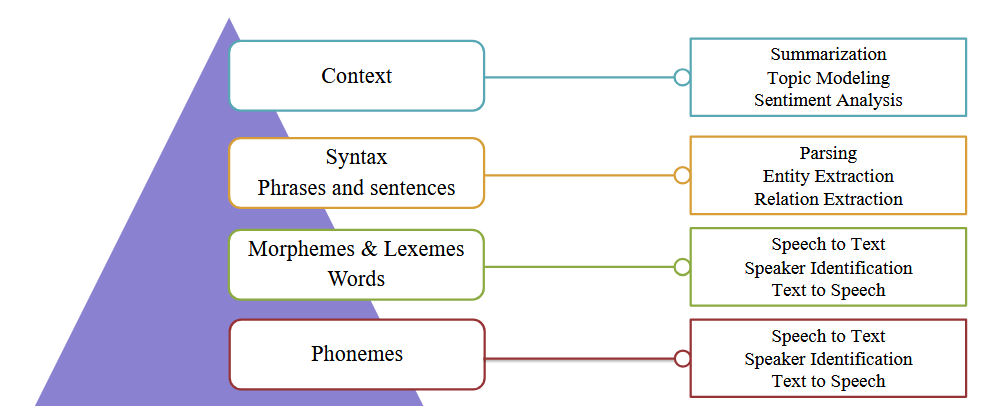 Context
Summarization
Topic Modeling
Sentiment Analysis
Syntax
Phrases and sentences
Parsing
Entity Extraction
Relation Extraction
Morphemes & Lexemes
Words
Speech to Text
Speaker Identification
Text to Speech
Phonemes
Speech to Text
Speaker Identification
Text to Speech